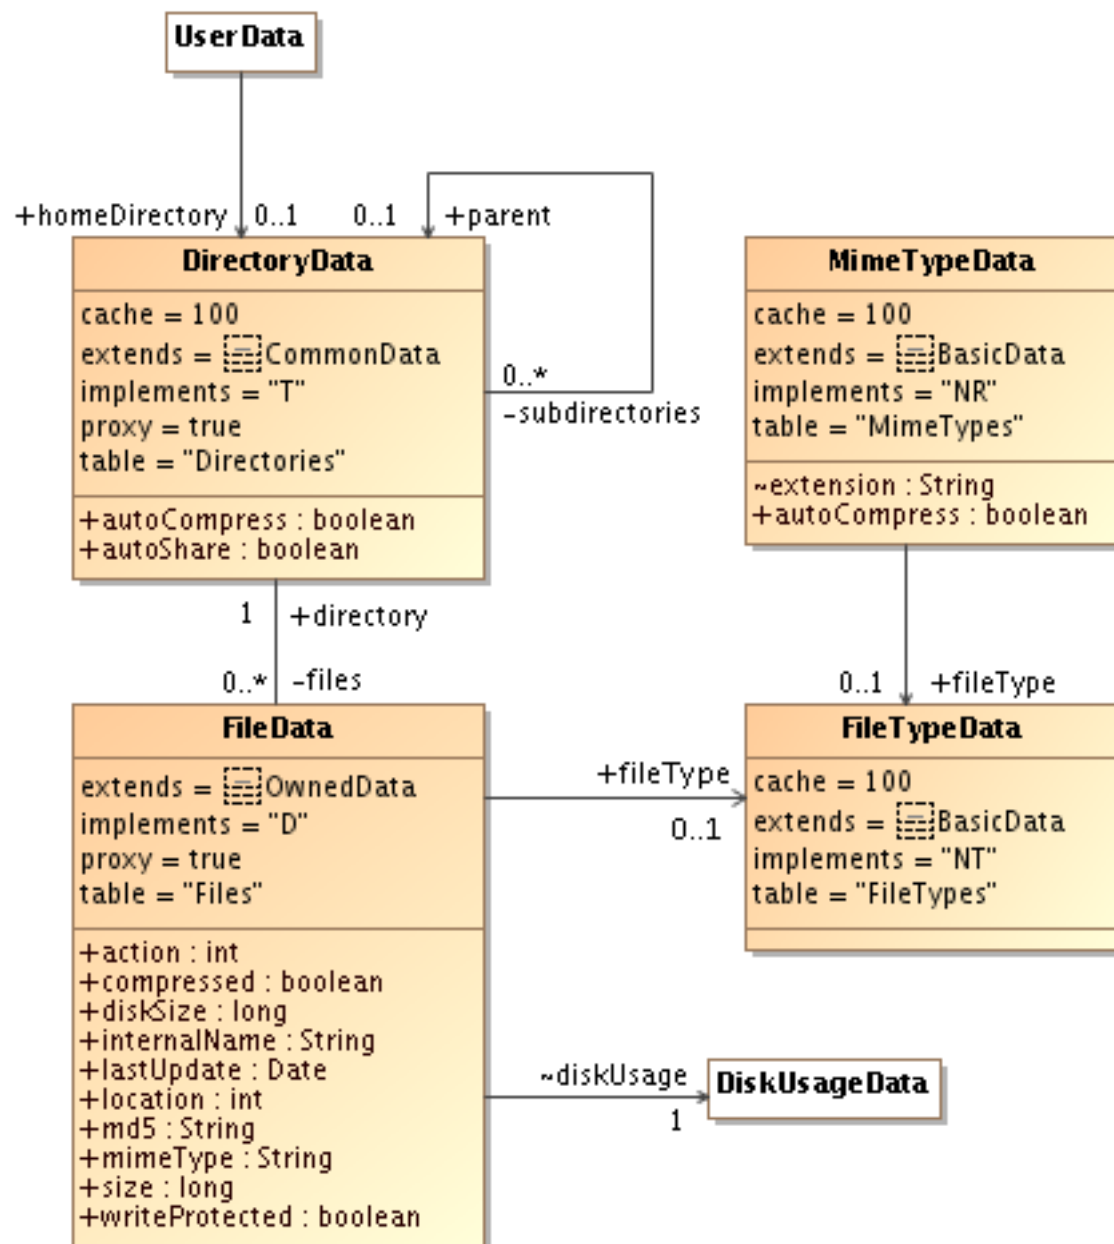 UserData
+homeDirectory 0..1 0..1 +parent
DirectoryData
cache = 100
extends = CommonData
implements = "T"
proxy = true
table = "Directories"
+autoCompress : boolean
+autoShare : boolean
0..*
-subdirectories
MimeTypeData
cache = 100
extends = BasicData
implements = "NR"
table = "MimeTypes"
~extension : String
+autoCompress : boolean
1 +directory
0..* -files
0..1 +fileType
FileData
extends = OwnedData
implements = "D"
proxy = true
table = "Files"
+action : int
+compressed : boolean
+diskSize : long
+internalName : String
+lastUpdate : Date
+location : int
+md5 : String
+mimeType : String
+size : long
+writeProtected : boolean
+fileType
0..1
FileTypeData
cache = 100
extends = BasicData
implements = "NT"
table = "FileTypes"
~diskUsage
1
DiskUsageData